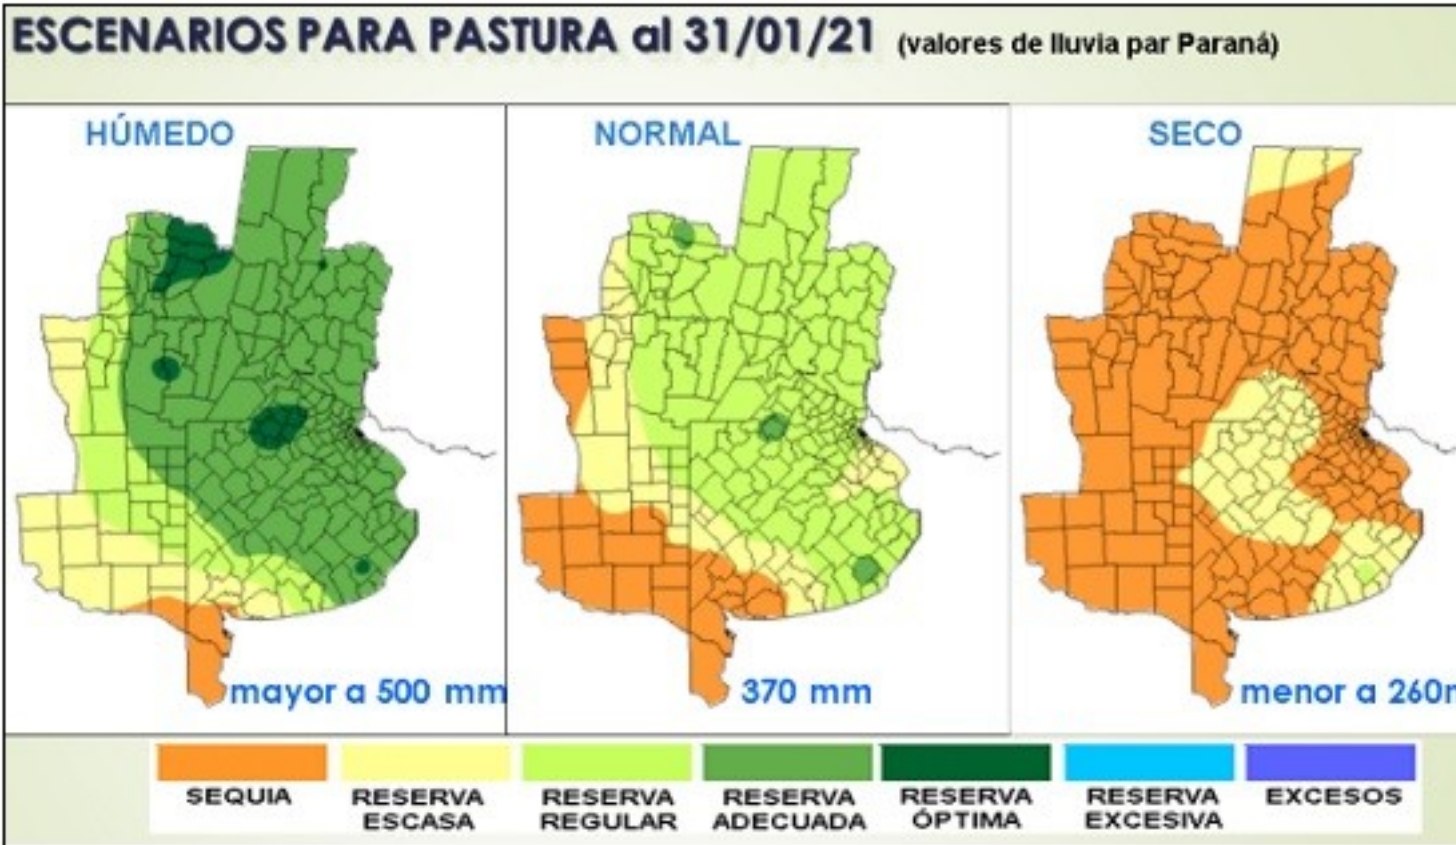 ESCENARIOS PARA PASTURA al 31/01/21 (valores de lluvia par Paraná)
HÚMEDO
NORMAL
SECO
mayor a 500 mm
370 mm
menor a 260m
SEQUIA
RESERVA
ESCASA
RESERVA
REGULAR
RESERVA
ADECUADA
RESERVA
ÓPTIMA
RESERVA
EXCESIVA
EXCESOS